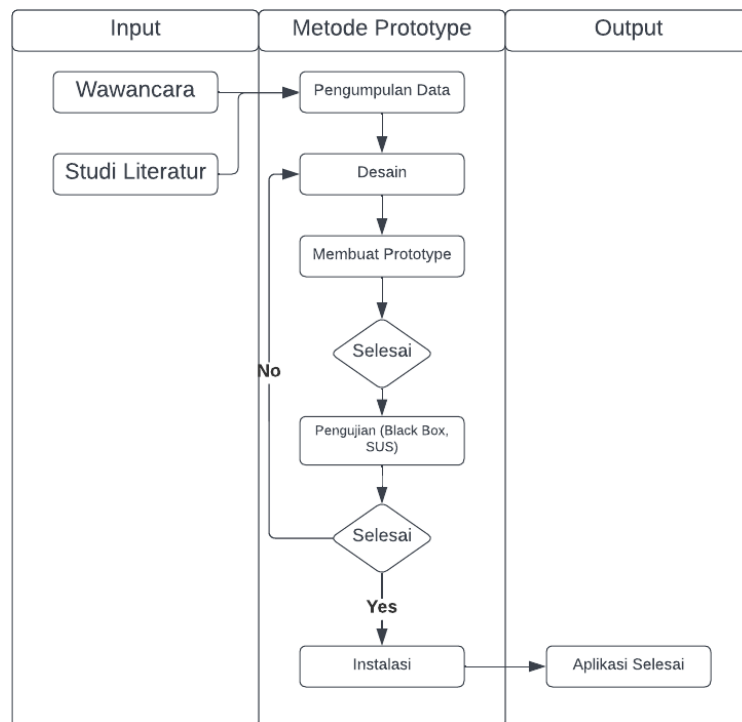 Input
Metode Prototype
Output
Wawancara
Pengumpulan Data
Studi Literatur
Desain
Membuat Prototype
Selesai
No
Pengujian (Black Box,
SUS)
Selesai
Yes
Instalasi
Aplikasi Selesai